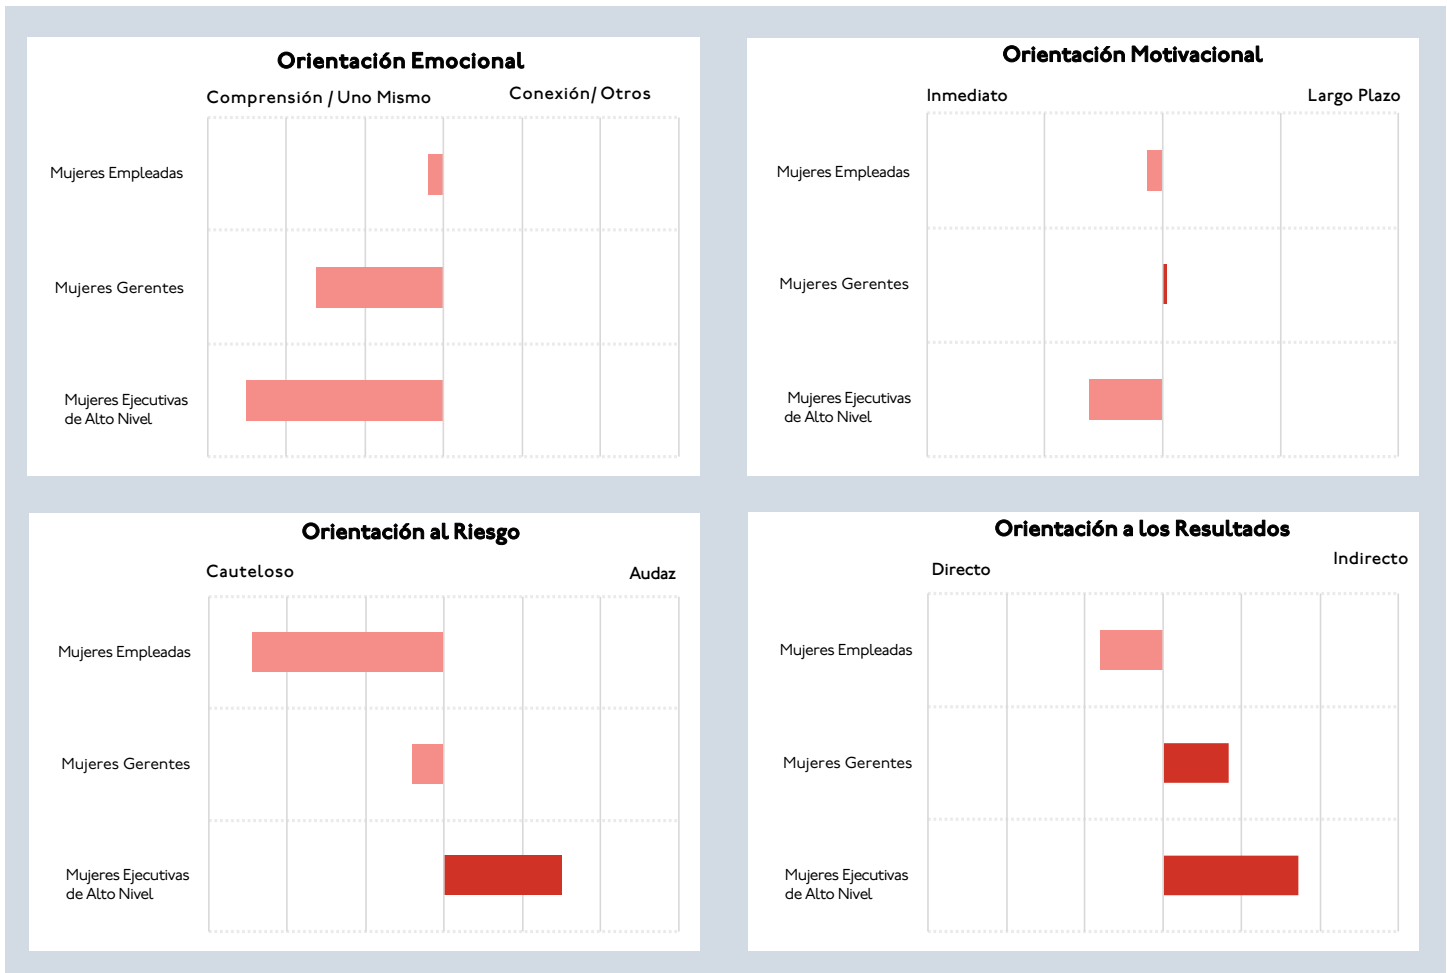 Orientación Emocional
Comprensión / Uno Mismo
Conexión/ Otros
Mujeres Empleadas
Mujeres Gerentes
Mujeres Ejecutivas
de Alto Nivel
Orientación Motivacional
Inmediato
Largo Plazo
Mujeres Empleadas
Mujeres Gerentes
Mujeres Ejecutivas
de Alto Nivel
Orientación al Riesgo
Cauteloso
Audaz
Mujeres Empleadas
Mujeres Gerentes
Mujeres Ejecutivas
de Alto Nivel
Orientación a los Resultados
Directo
Indirecto
Mujeres Empleadas
Mujeres Gerentes
Mujeres Ejecutivas
de Alto Nivel